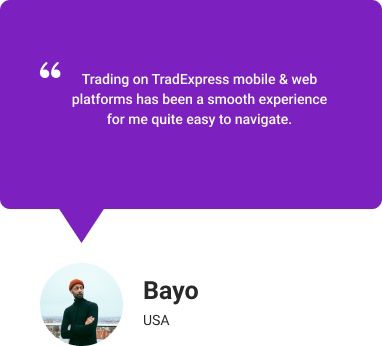 “ Trading on TradExpress mobile & web
platforms has been a smooth experience
for me quite easy to navigate.
Bayo
USA